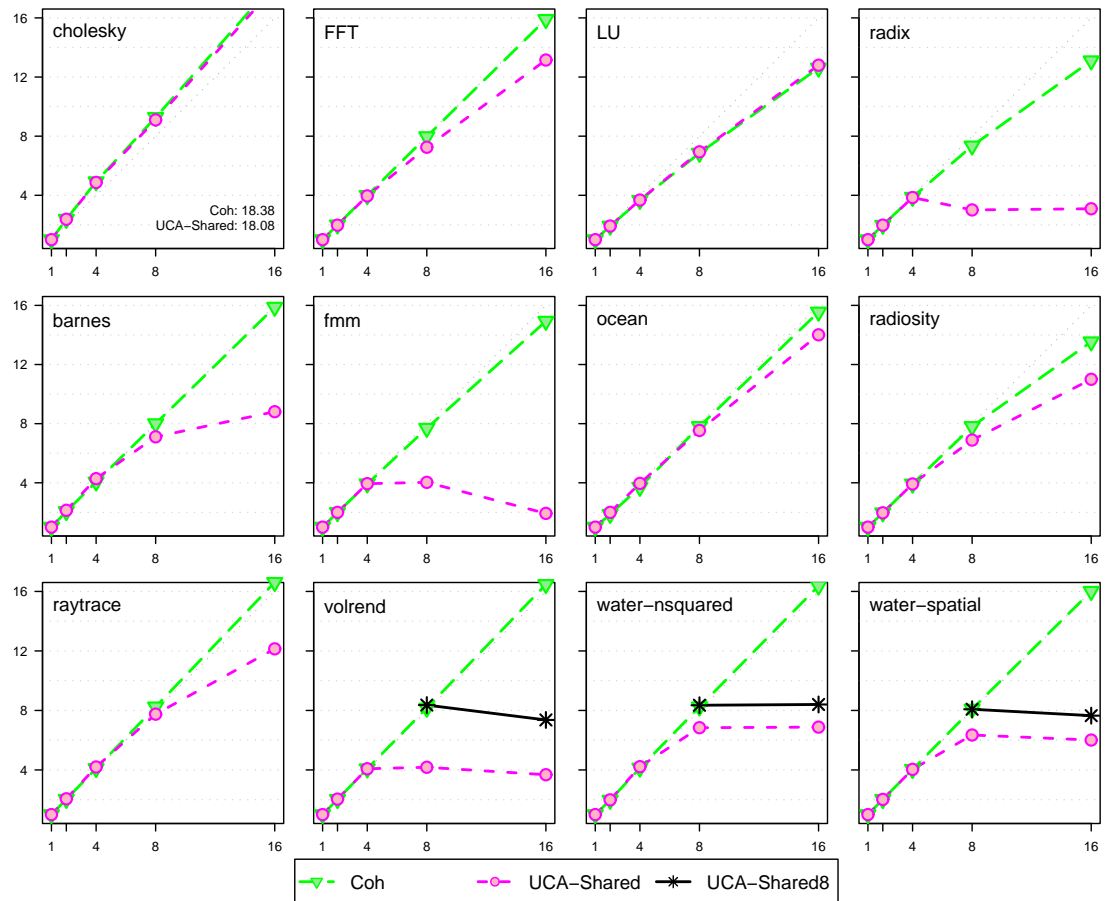 16
12
8
4
cholesky
Coh: 18.38
UCA−Shared: 18.08
1 4 8 16
FFT
1 4 8 16
LU
1 4 8 16
radix
1 4 8 16
16
12
8
4
barnes
1 4 8 16
fmm
1 4 8 16
ocean
1 4 8 16
radiosity
1 4 8 16
16
12
8
4
raytrace
1 4 8 16
volrend
1 4 8 16
water−nsquared
1 4 8 16
water−spatial
1 4 8 16
Coh UCA−Shared UCA−Shared8